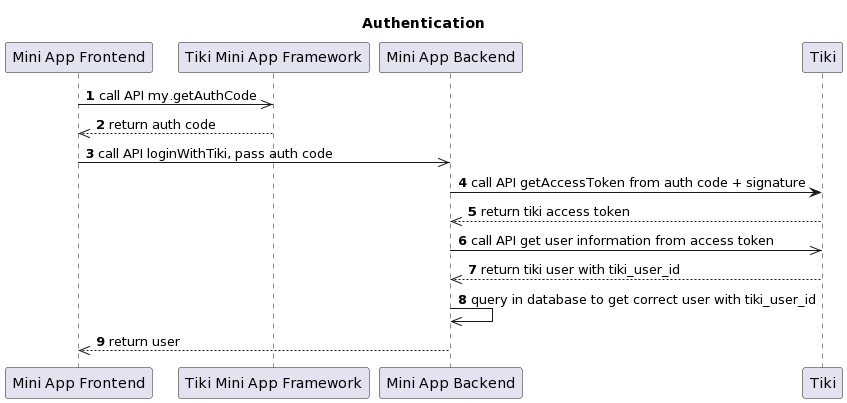 Authentication
Mini App Frontend
Tiki Mini App Framework
Mini App Backend
Tiki
1 call API my.getAuthCode
2 return auth code
3 call API loginWithTiki, pass auth code
4 call API getAccessToken from auth code + signature
5 return tiki access token
6 call API get user information from access token
7 return tiki user with tiki_user_id
8 query in database to get correct user with tiki_user_id
9 return user
Mini App Frontend
Tiki Mini App Framework
Mini App Backend
Tiki